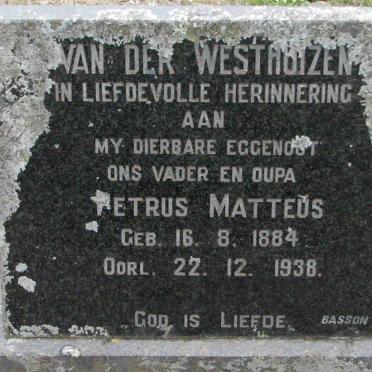 VAN DER WESTHUIZEN
IN LIEFDEVOLLE HERINNERING
AAN
MY DIERBARE EGGENOOT
ONS VADER EN OUPA
PETRUS MATTEUS
GEB. 16. 8. 1884
OORL. 22. 12. 1938.
GOD IS LIEFDE.
BASSON